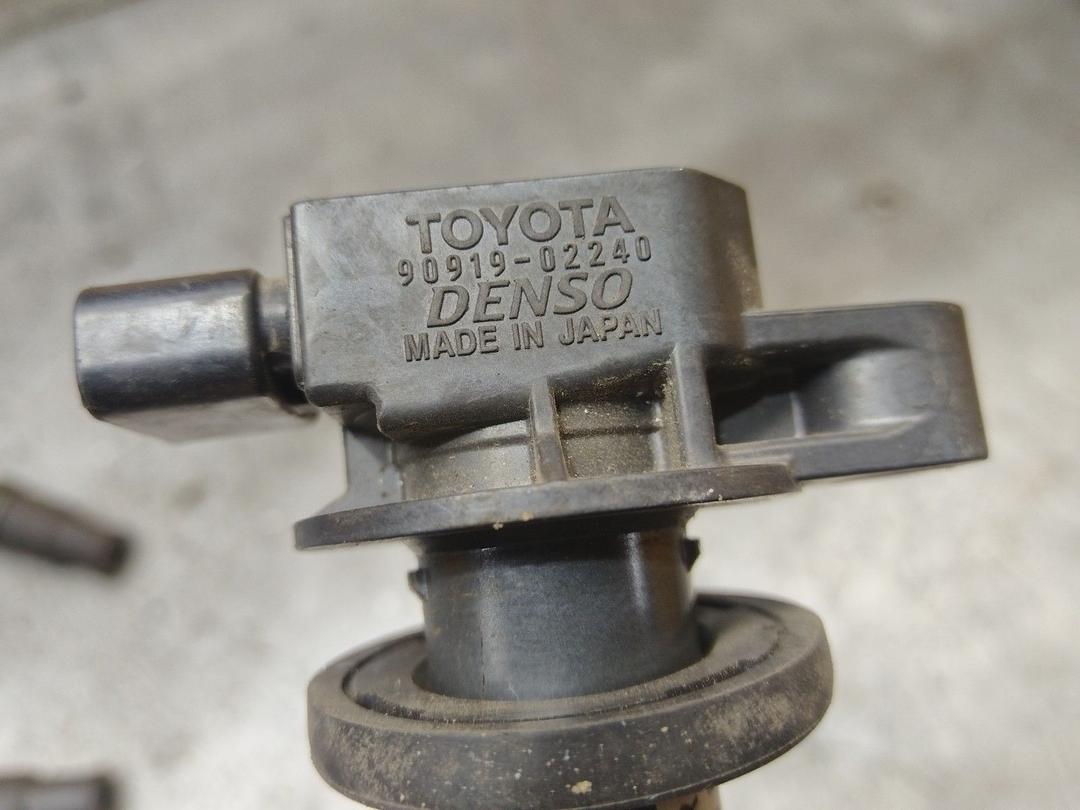 TOYOTA
90919-02240
DENSO
MADE IN JAPAN